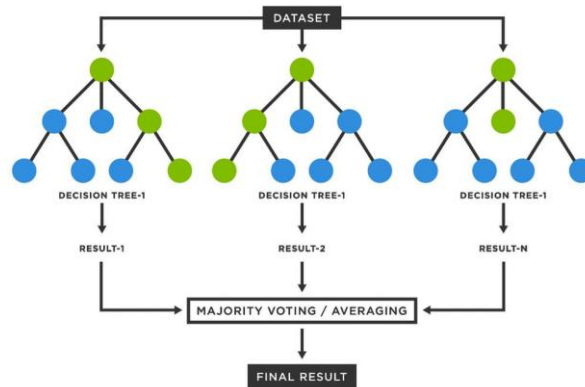 DATASET
DECISION TREE-1
DECISION TREE-1
DECISION TREE-1
RESULT-1
RESULT-2
RESULT-N
MAJORITY VOTING / AVERAGING
FINAL RESULT